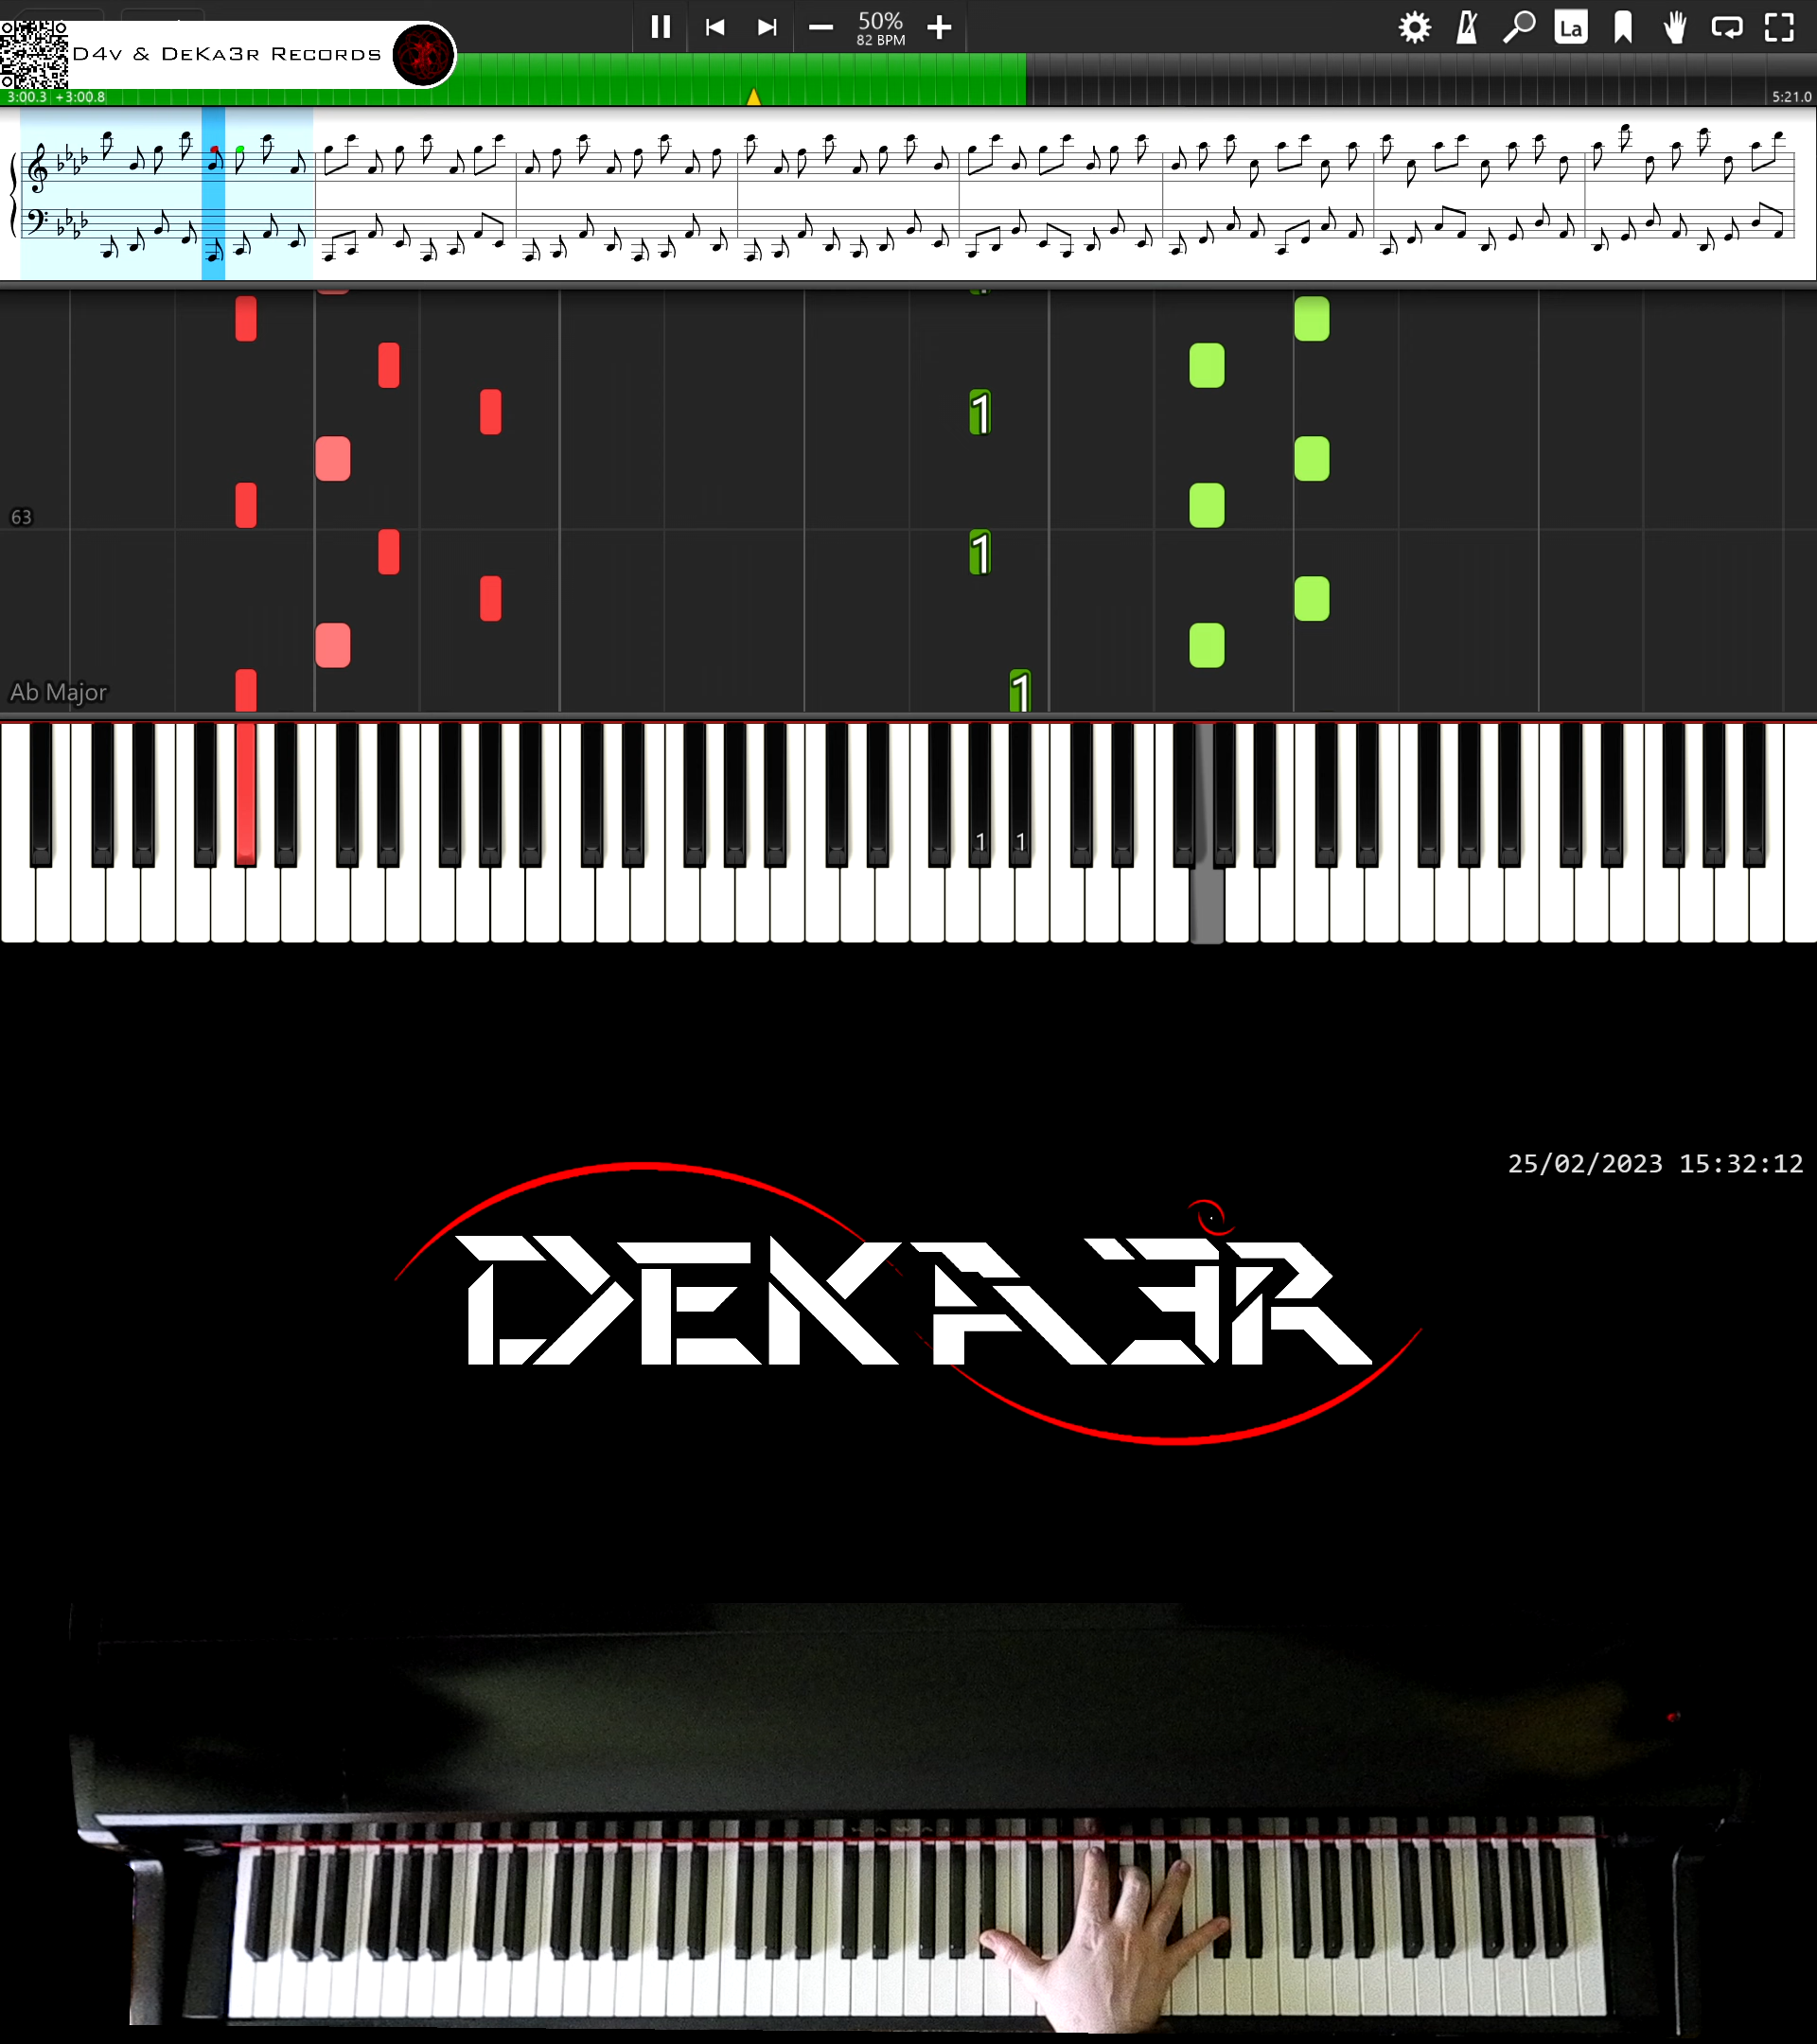 50%
82 BPM
La
D4v & DeKa3r Records
3:00.3 +3:00.8
5:21.0
1
1
63
1
Ab Major
1 1
25/02/2023 15:32:12
DEKA3R